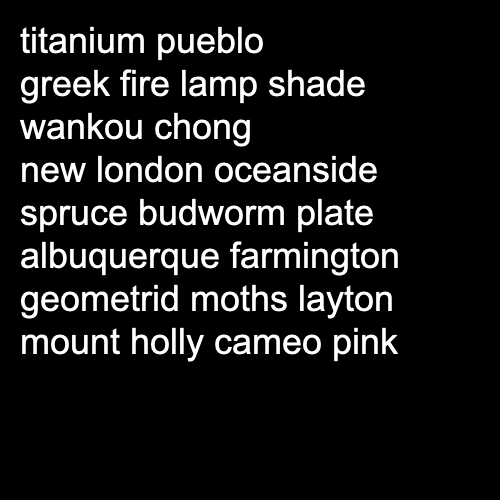 titanium pueblo
greek fire lamp shade
wankou chong
new london oceanside
spruce budworm plate
albuquerque farmington
geometrid moths layton
mount holly cameo pink